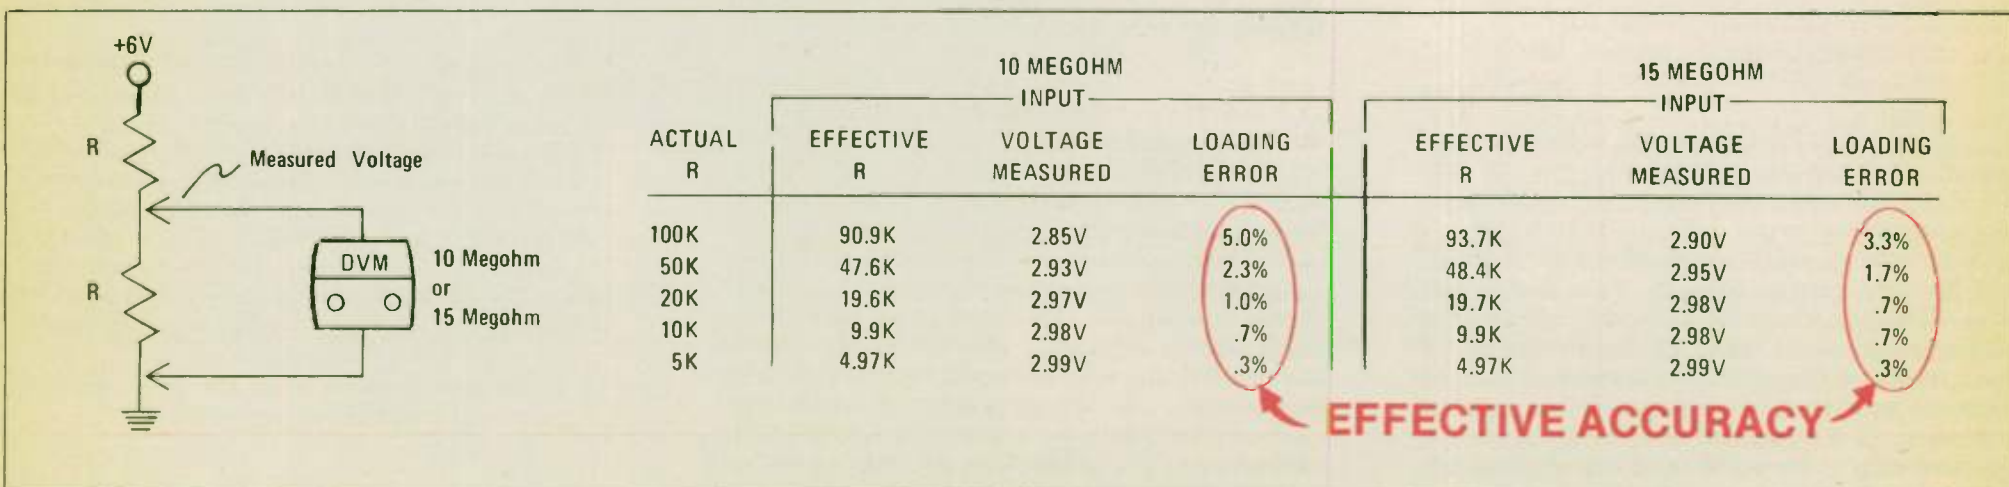 +6V
R
Measured Voltage
R
DVM
10 Megohm
or
15 Megohm
10 MEGOHM
INPUT
15 MEGOHM
INPUT
ACTUAL R EFFECTIVE R VOLTAGE MEASURED LOADING ERROR EFFECTIVE R VOLTAGE MEASURED LOADING ERROR
100K 90.9K 2.85V 5.0% 93.7K 2.90V 3.3%
50K 47.6K 2.93V 2.3% 48.4K 2.95V 1.7%
20K 19.6K 2.97V 1.0% 19.7K 2.98V .7%
10K 9.9K 2.98V .7% 9.9K 2.98V .7%
5K 4.97K 2.99V .3% 4.97K 2.99V .3%
EFFECTIVE ACCURACY